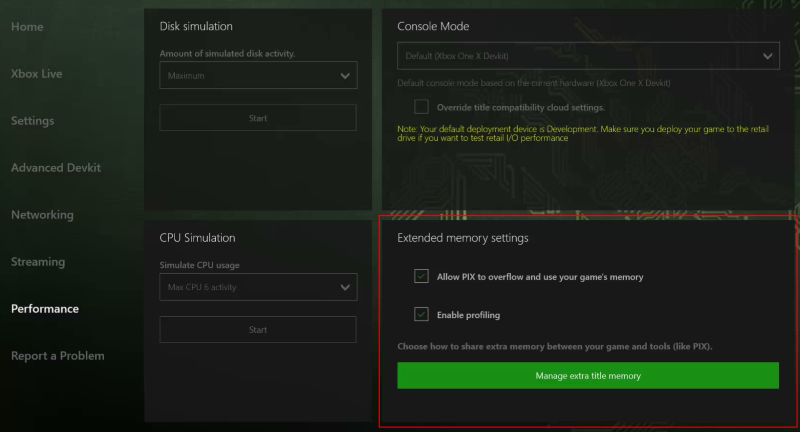 Home
Xbox Live
Settings
Advanced Devkit
Networking
Streaming
Performance
Report a Problem
Disk simulation
Amount of simulated disk activity.
Maximum
Start
Console Mode
Default (Xbox One X Devkit)
Default console mode based on the current hardware (Xbox One X Devkit)
Override title compatibility cloud settings.
Note: Your default deployment device is Development. Make sure you deploy your game to the retail
drive if you want to test retail I/O performance
CPU Simulation
Simulate CPU usage
Max CPU 6 activity
Start
Extended memory settings
Allow PIX to overflow and use your game's memory
Enable profiling
Choose how to share extra memory between your game and tools (like PIX).
Manage extra title memory